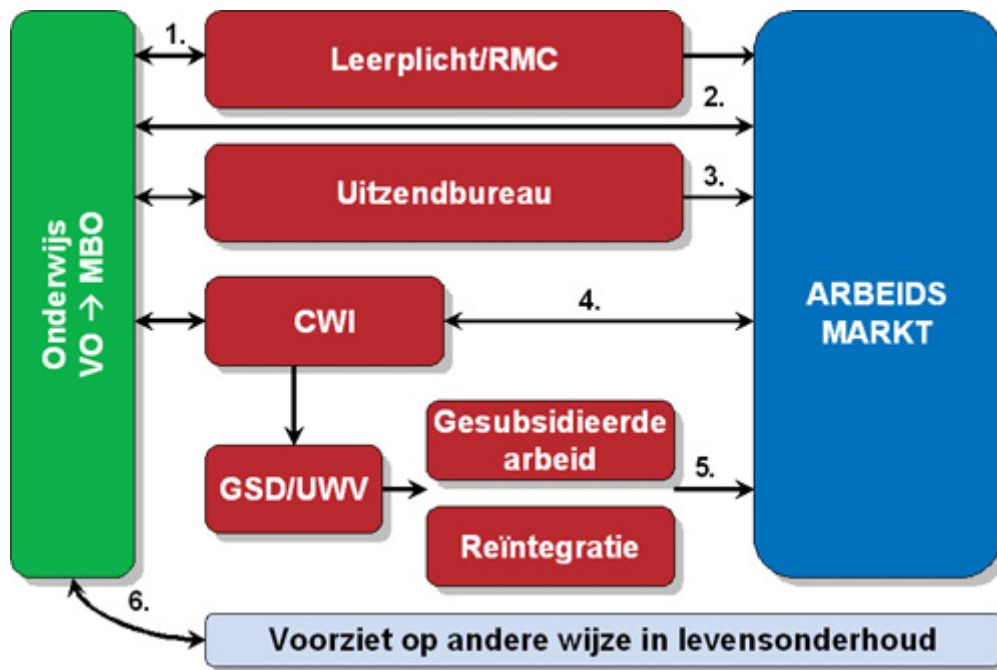 Onderwijs
VO → MBO
1.
Leerplicht/RMC
2.
Uitzendbureau
3.
CWI
4.
ARBEIDS
MARKT
GSD/UWV
Gesubsidieerde
arbeid
5.
Reïntegratie
6.
Voorziet op andere wijze in levensonderhoud